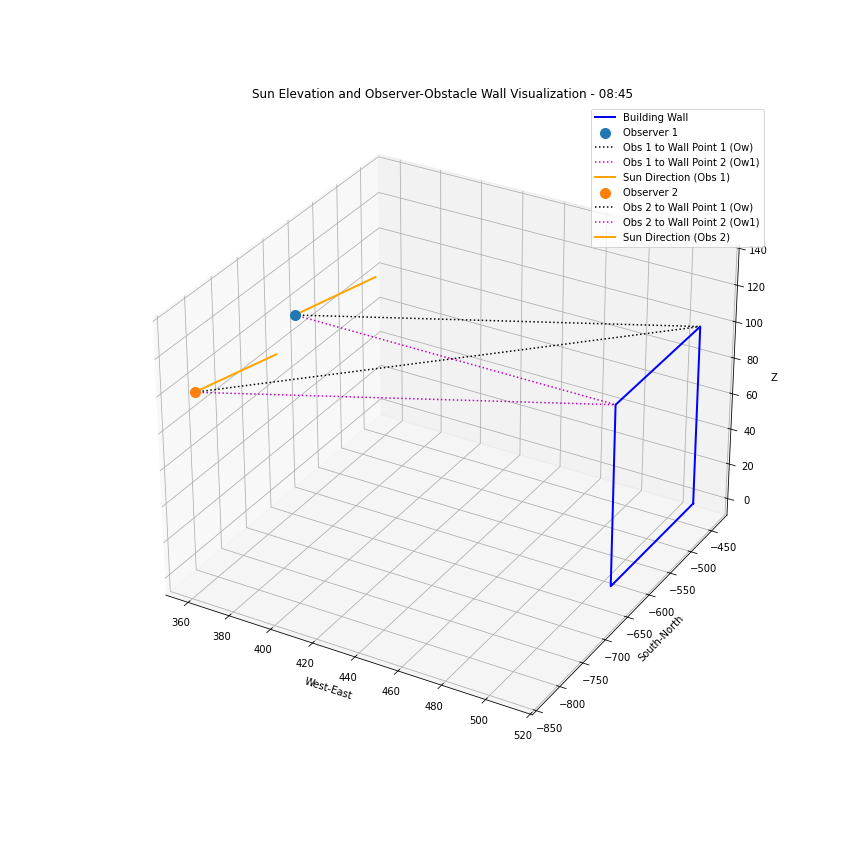 Sun Elevation and Observer-Obstacle Wall Visualization - 08:45
Building Wall
Observer 1
Obs 1 to Wall Point 1 (Ow)
Obs 1 to Wall Point 2 (Ow1)
Sun Direction (Obs 1)
Observer 2
Obs 2 to Wall Point 1 (Ow)
Obs 2 to Wall Point 2 (Ow1)
Sun Direction (Obs 2)
140
120
100
80
60
40
20
0
Z
−450
−500
−550
−600
−650
−700
−750
−800
−850
South-North
360
380
400
420
440
460
480
500
520
West-East